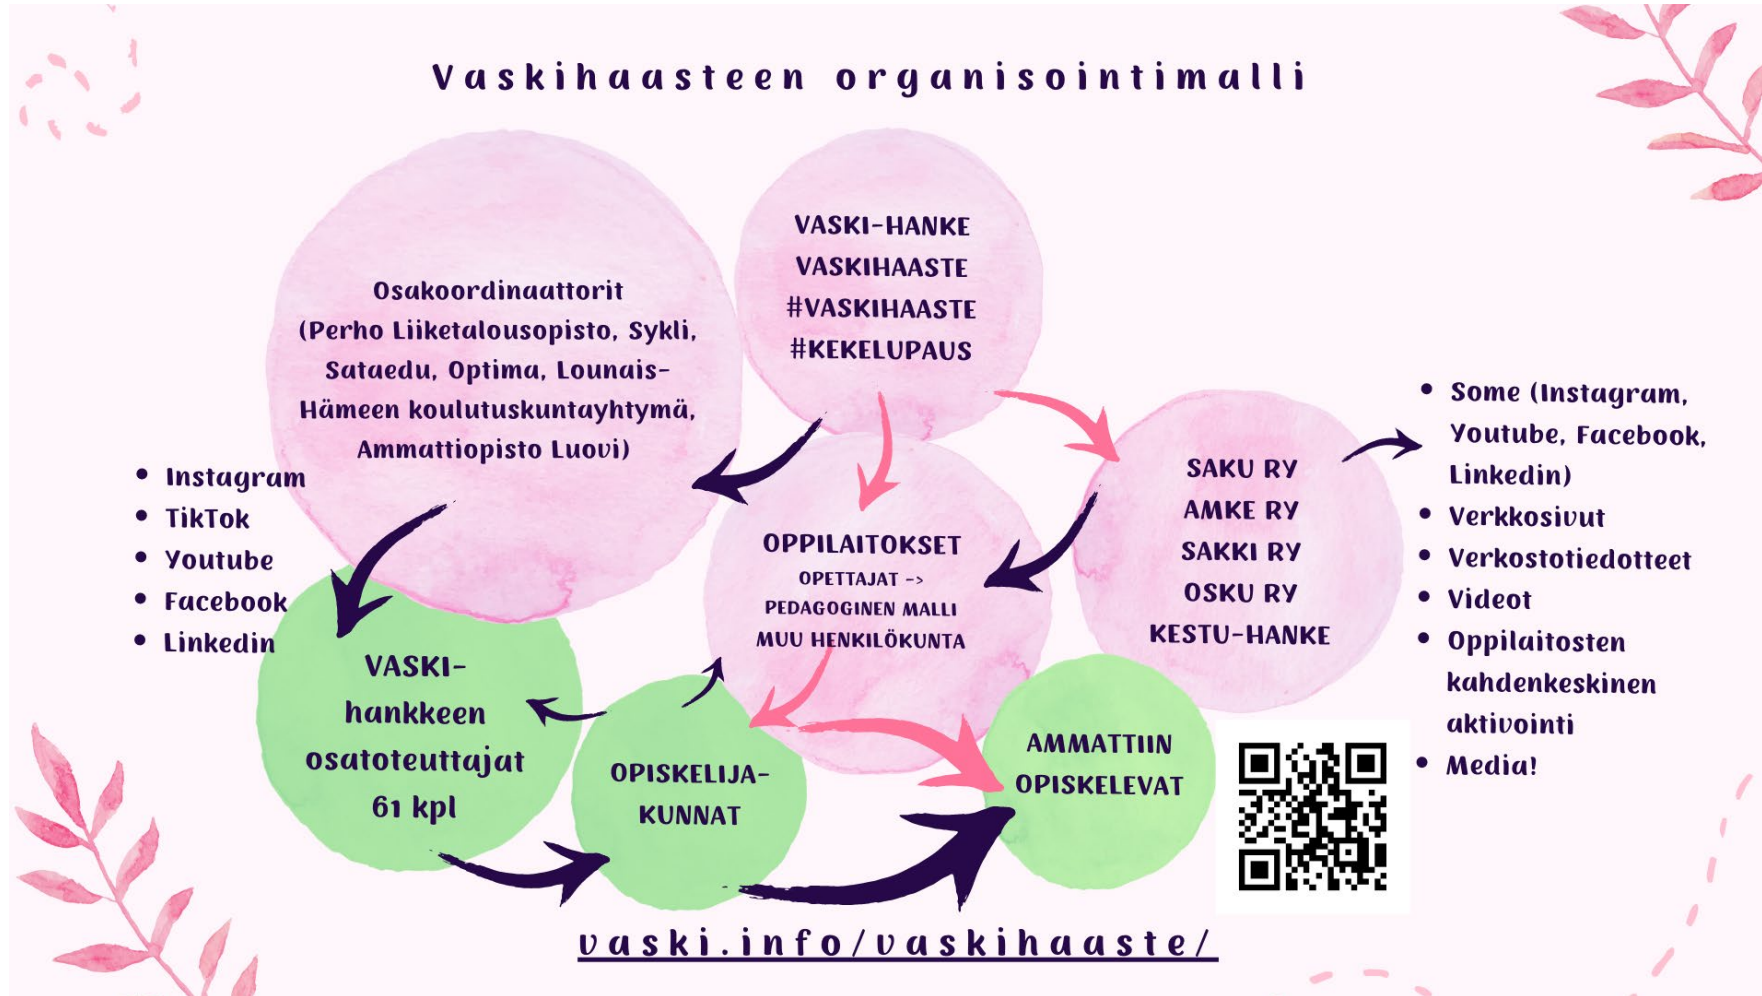 Vaskihaasteen organisointimalli
VASKI-HANKE
VASKIHAASTE
#VASKIHAASTE
#KEKELUPAUS
Osakoordinaattorit
(Perho Liiketalousopisto, Sykli,
Sataedu, Optima, Lounais-
Hämeen koulutuskuntayhtymä,
Ammattiopisto Luovi)
• Instagram
• TikTok
• Youtube
• Facebook
• Linkedin
OPPILAITOKSET
OPETTAJAT ->
PEDAGOGINEN MALLI
MUU HENKILÖKUNTA
SAKU RY
AMKE RY
SAKKI RY
OSKU RY
KESTU-HANKE
• Some (Instagram,
Youtube, Facebook,
Linkedin)
• Verkkosivut
• Verkostotiedotteet
• Videot
• Oppilaitosten
kahdenkeskinen
aktivointi
• Media!
VASKI-
hankkeen
osatoteuttajat
61 kpl
OPISKELIJA-
KUNNAT
AMMATTIIN
OPISKELEVAT
vaski.info/vaskihaaste/